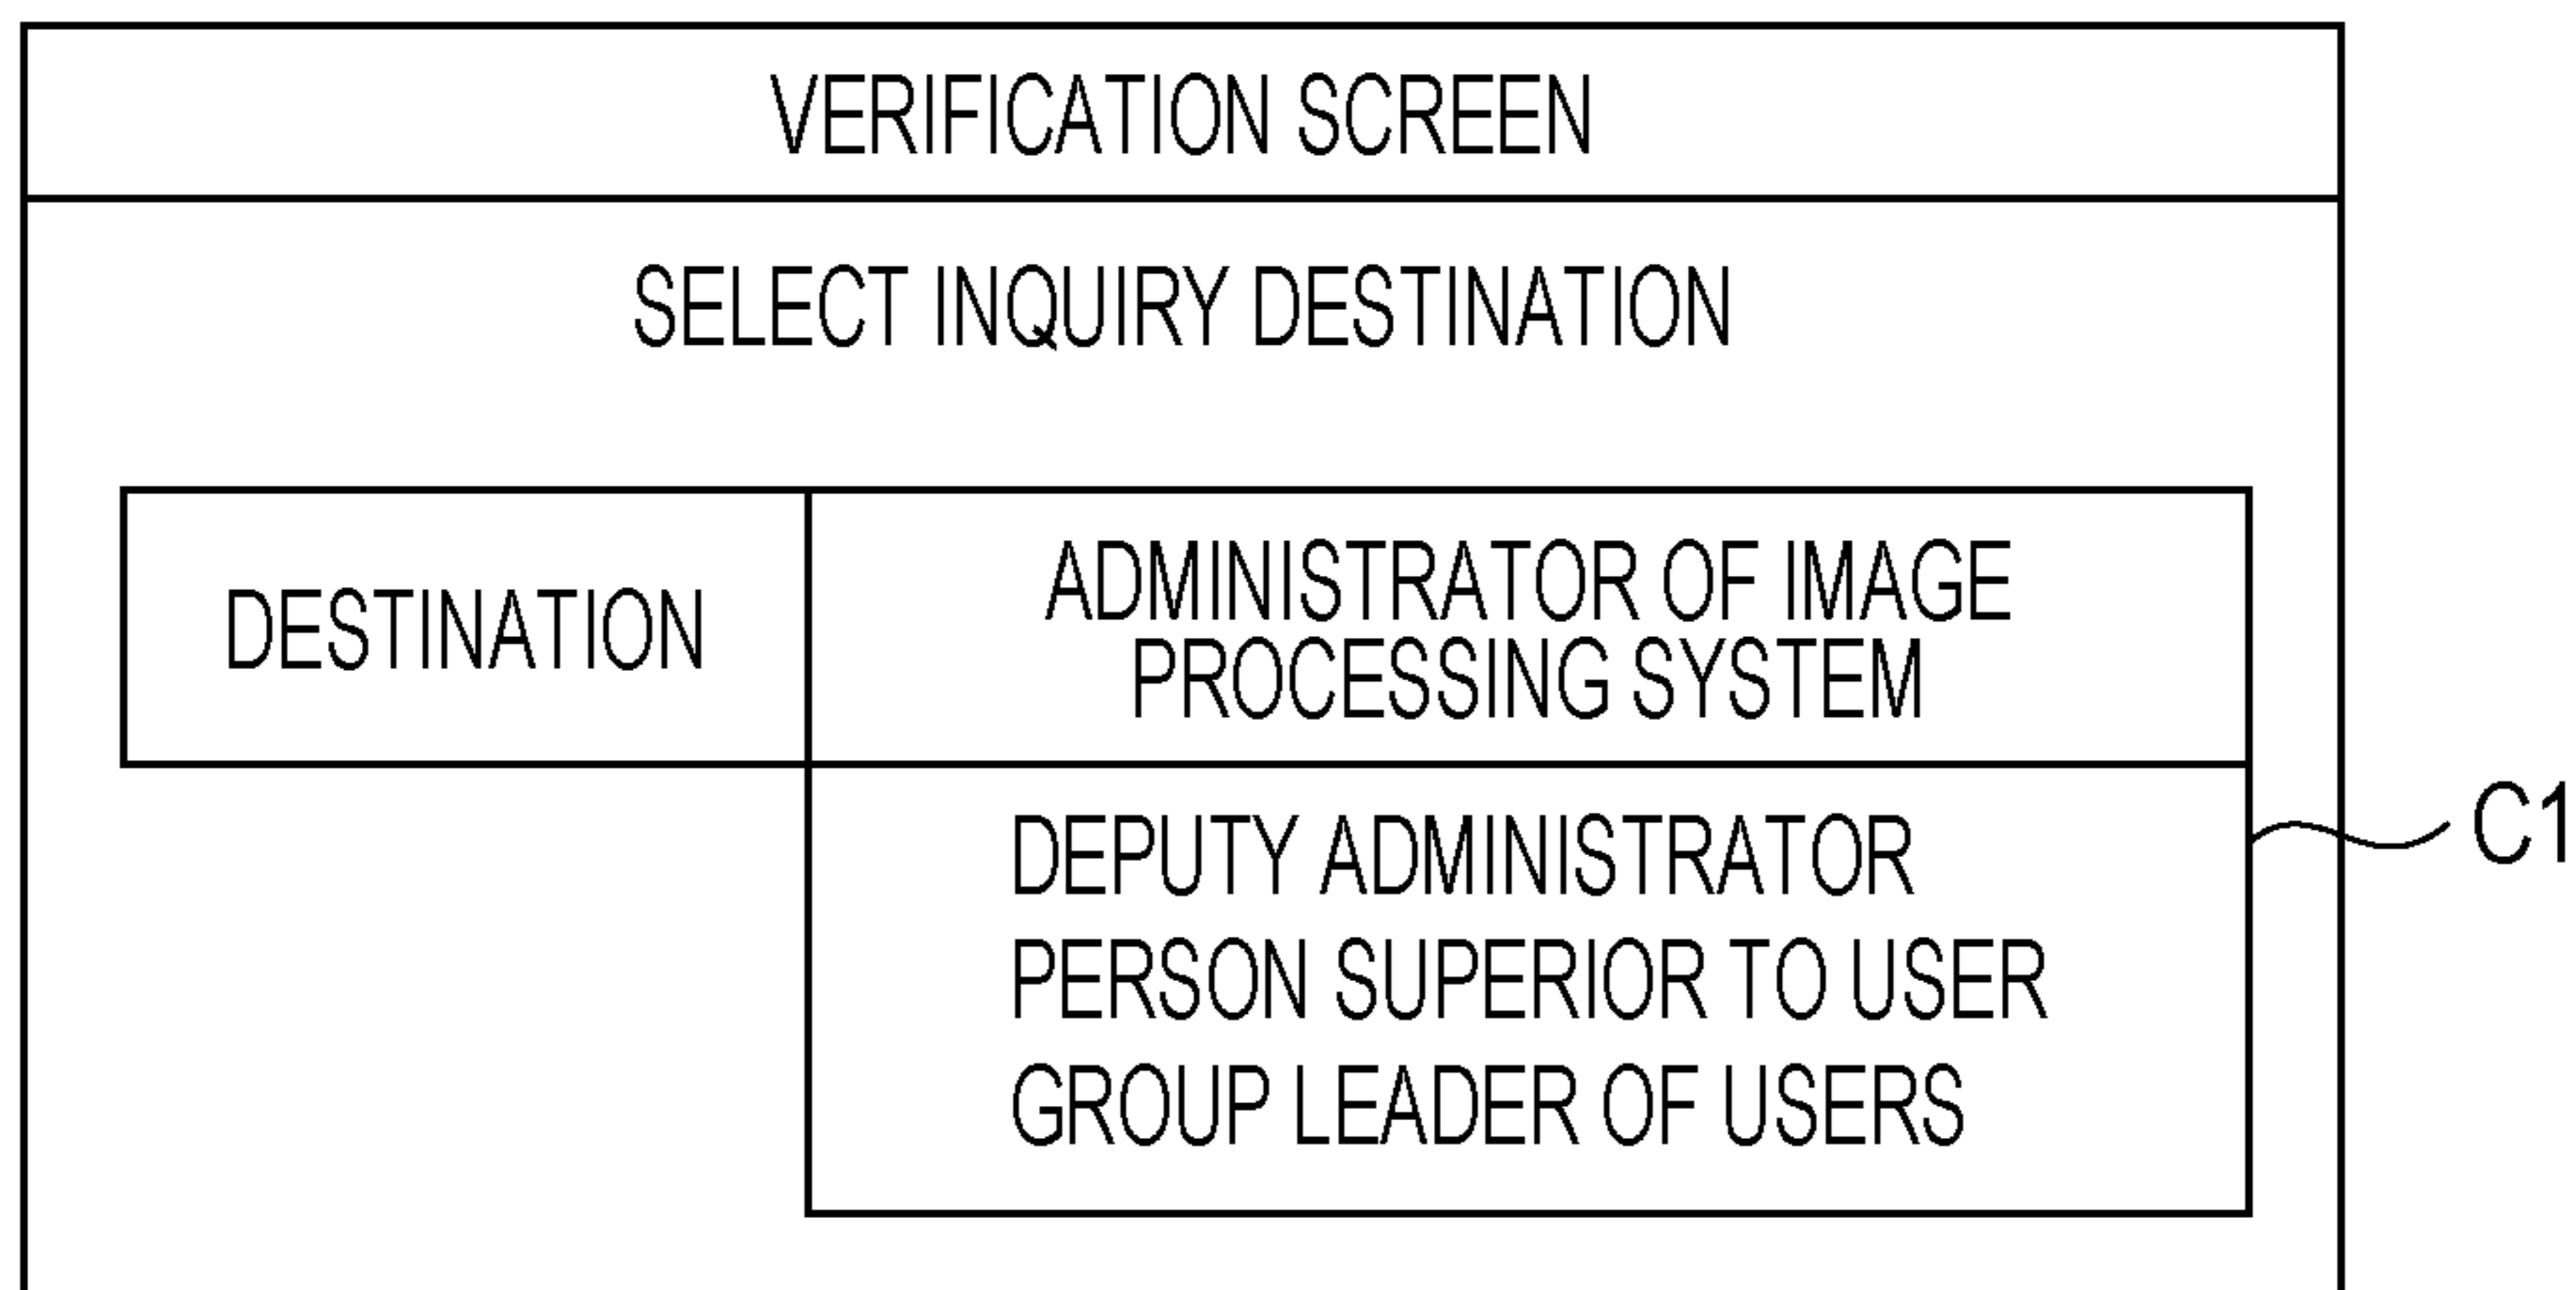 VERIFICATION SCREEN
SELECT INQUIRY DESTINATION
DESTINATION
ADMINISTRATOR OF IMAGE
PROCESSING SYSTEM
DEPUTY ADMINISTRATOR
PERSON SUPERIOR TO USER
GROUP LEADER OF USERS
C1